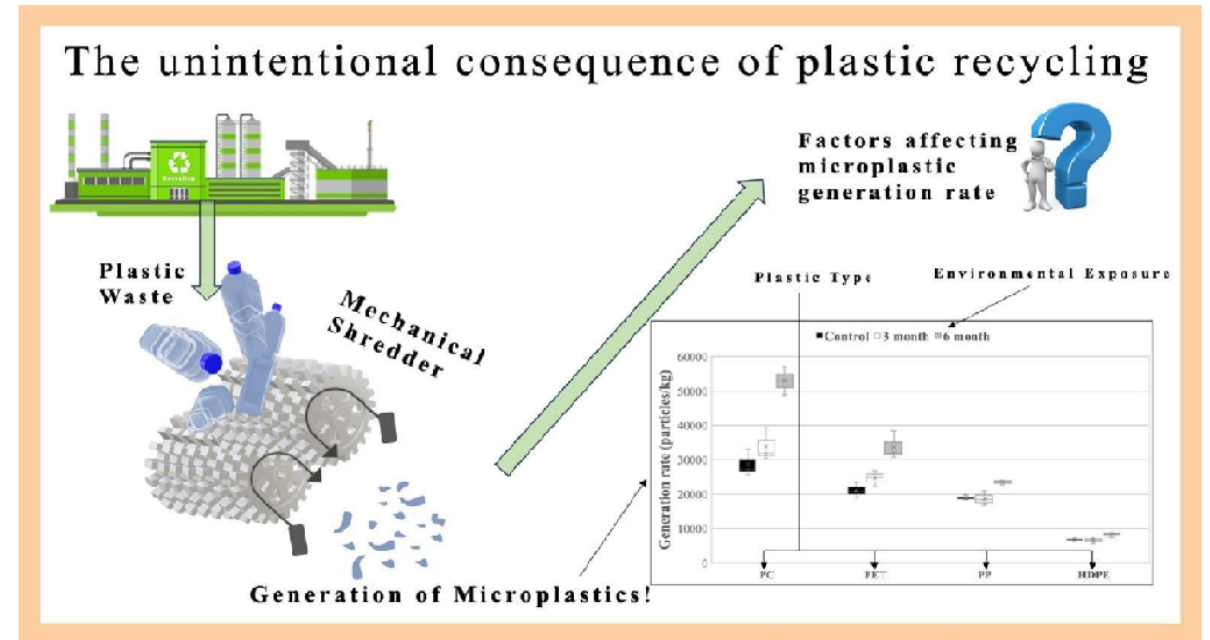 The unintentional consequence of plastic recycling
Recycling
Factors affecting
microplastic
generation rate
Plastic
Waste
Mechanical
Shredder
Plastic Type
Environmental Exposure
Control 3 month 6 month
60000
50000
40000
30000
20000
10000
0
Generation rate (particles/kg)
PC PET PP HDPE
Generation of Microplastics!